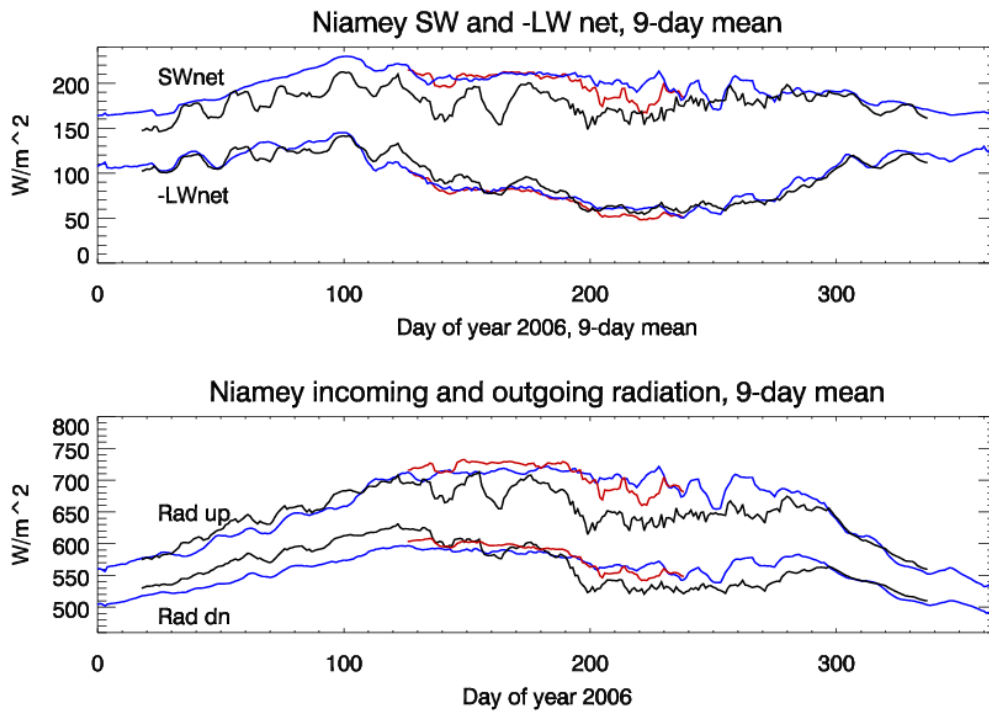 Niamey SW and -LW net, 9-day mean
200
150
100
50
0
W/m^2
SWnet
-LWnet
0 100 200 300
Day of year 2006, 9-day mean
Niamey incoming and outgoing radiation, 9-day mean
800
750
700
650
600
550
500
W/m^2
Rad up
Rad dn
0 100 200 300
Day of year 2006